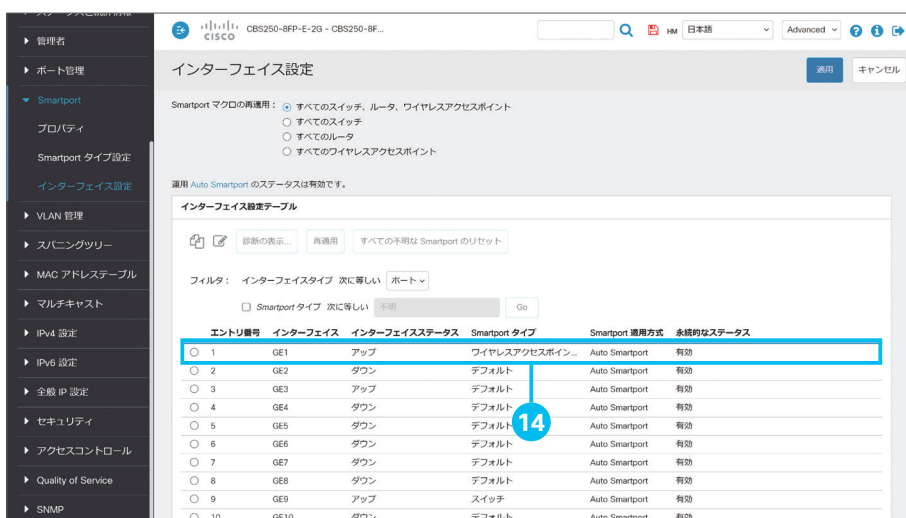 管理者
ポート管理
Smartport
プロパティ
Smartport タイプ設定
インターフェイス設定
VLAN 管理
スパニングツリー
MAC アドレステーブル
マルチキャスト
IPv4 設定
IPv6 設定
全般 IP 設定
セキュリティ
アクセスコントロール
Quality of Service
SNMP
CISCO CBS250-8FP-E-2G - CBS250-8F... HM 日本語 Advanced
インターフェイス設定 適用 キャンセル
Smartport マクロの再適用： すべてのスイッチ、ルータ、ワイヤレスアクセスポイント
すべてのスイッチ
すべてのルータ
すべてのワイヤレスアクセスポイント
運用 Auto Smartport のステータスは有効です。
インターフェイス設定テーブル
診断の表示... 再適用 すべての不明な Smartport のリセット
フィルタ： インターフェイスタイプ 次に等しい ポート
Smartport タイプ 次に等しい 不明 Go
エントリ番号 インターフェイス インターフェイスステータス Smartport タイプ Smartport 適用方式 永続的なステータス
1 GE1 アップ ワイヤレスアクセスポイン... Auto Smartport 有効
2 GE2 ダウン デフォルト Auto Smartport 有効
3 GE3 アップ デフォルト Auto Smartport 有効
4 GE4 ダウン デフォルト Auto Smartport 有効
5 GE5 ダウン デフォルト Auto Smartport 有効
14
6 GE6 ダウン デフォルト Auto Smartport 有効
7 GE7 ダウン デフォルト Auto Smartport 有効
8 GE8 ダウン デフォルト Auto Smartport 有効
9 GE9 アップ スイッチ Auto Smartport 有効
10 GE10 ダウン デフォルト Auto Smartport 有効